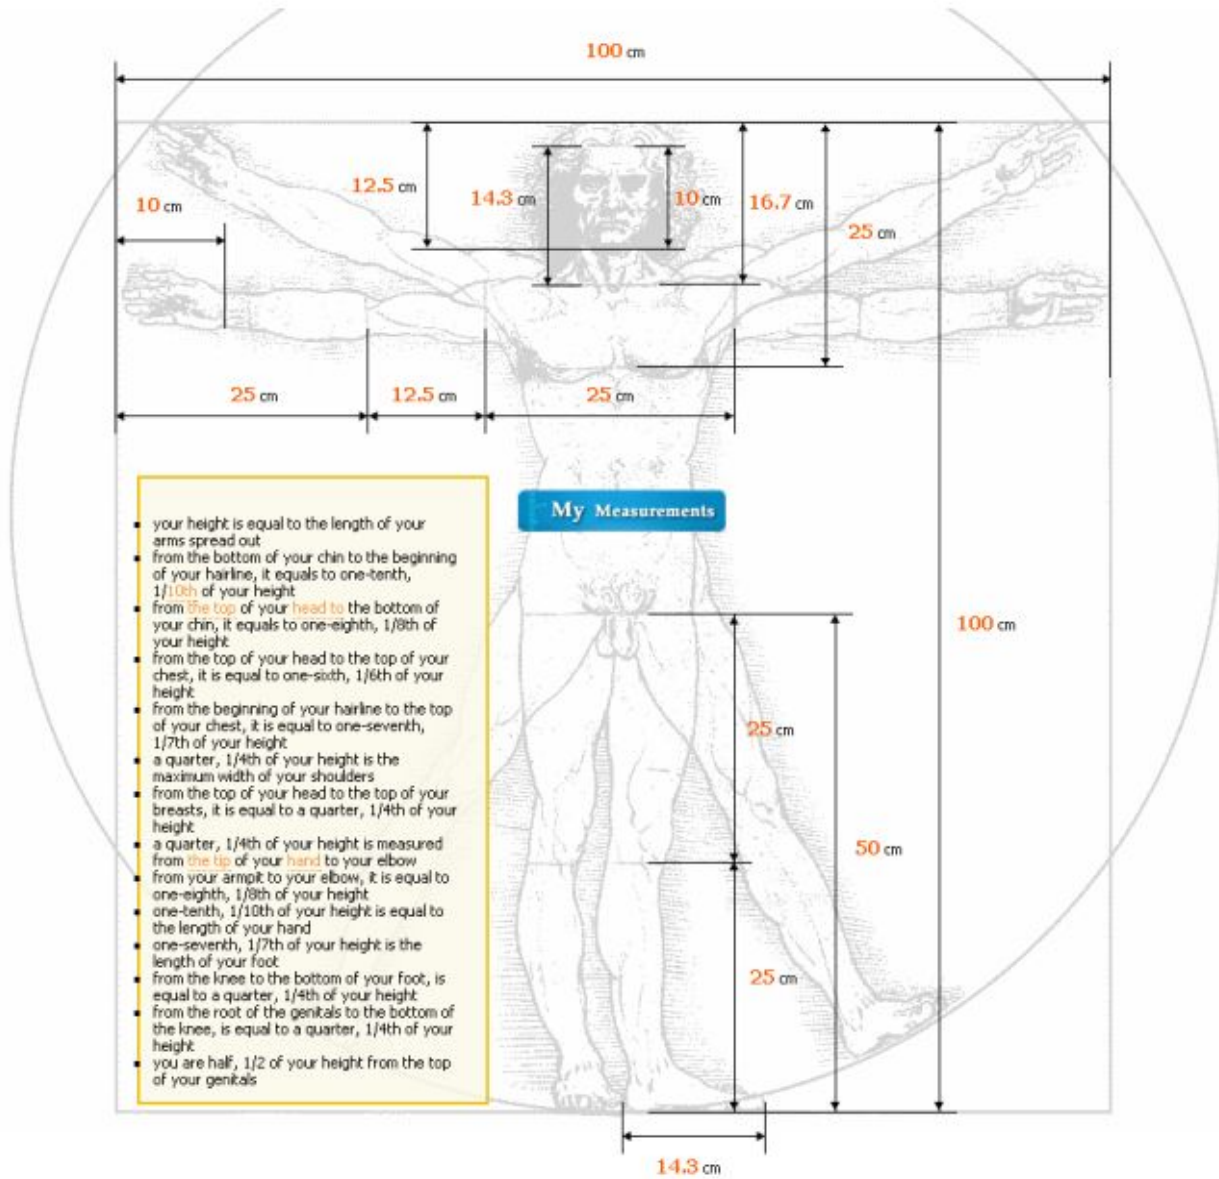 100 cm
12.5 cm
14.3 cm
10 cm
16.7 cm
10 cm
25 cm
25 cm
12.5 cm
25 cm
My Measurements
your height is equal to the length of your
arms spread out
from the bottom of your chin to the beginning
of your hairline, it equals to one-tenth,
1/10th of your height
from the top of your head to the bottom of
your chin, it equals to one-eighth, 1/8th of
your height
from the top of your head to the top of your
chest, it is equal to one-sixth, 1/6th of your
height
from the beginning of your hairline to the top
of your chest, it is equal to one-seventh,
1/7th of your height
a quarter, 1/4th of your height is the
maximum width of your shoulders
from the top of your head to the top of your
breasts, it is equal to a quarter, 1/4th of your
height
a quarter, 1/4th of your height is measured
from the tip of your hand to your elbow
from your armpit to your elbow, it is equal to
one-eighth, 1/8th of your height
one-tenth, 1/10th of your height is equal to
the length of your hand
one-seventh, 1/7th of your height is the
length of your foot
from the knee to the bottom of your foot, is
equal to a quarter, 1/4th of your height
from the root of the genitals to the bottom of
the knee, is equal to a quarter, 1/4th of your
height
you are half, 1/2 of your height from the top
of your genitals
100 cm
25 cm
50 cm
25 cm
14.3 cm